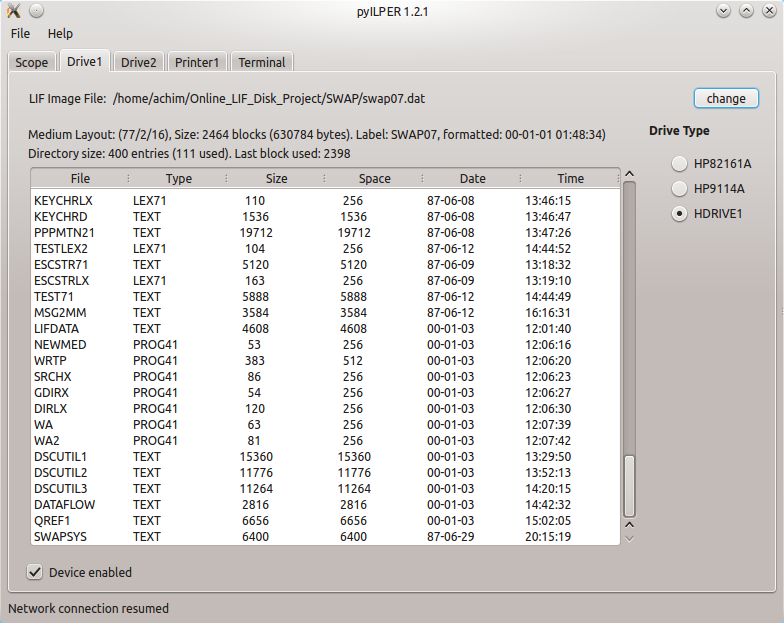 pyILPER 1.2.1
File Help
Scope Drive1 Drive2 Printer1 Terminal
LIF Image File: /home/achim/Online_LIF_Disk_Project/SWAP/swap07.dat change
Medium Layout: (77/2/16), Size: 2464 blocks (630784 bytes). Label: SWAP07, formatted: 00-01-01 01:48:34)
Directory size: 400 entries (111 used). Last block used: 2398
Drive Type
HP82161A
HP9114A
HDRIVE1
File Type Size Space Date Time
KEYCHRLX LEX71 110 256 87-06-08 13:46:15
KEYCHRD TEXT 1536 1536 87-06-08 13:46:47
PPPMTN21 TEXT 19712 19712 87-06-08 13:47:26
TESTLEX2 LEX71 104 256 87-06-12 14:44:52
ESCSTR71 TEXT 5120 5120 87-06-09 13:18:32
ESCSTRLX LEX71 163 256 87-06-09 13:19:10
TEST71 TEXT 5888 5888 87-06-12 14:44:49
MSG2MM TEXT 3584 3584 87-06-12 16:16:31
LIFDATA TEXT 4608 4608 00-01-03 12:01:40
NEWMED PROG41 53 256 00-01-03 12:06:16
WRTP PROG41 383 512 00-01-03 12:06:20
SRCHX PROG41 86 256 00-01-03 12:06:23
GDIRX PROG41 54 256 00-01-03 12:06:27
DIRLX PROG41 120 256 00-01-03 12:06:30
WA PROG41 63 256 00-01-03 12:07:39
WA2 PROG41 81 256 00-01-03 12:07:42
DSCUTIL1 TEXT 15360 15360 00-01-03 13:29:50
DSCUTIL2 TEXT 11776 11776 00-01-03 13:52:13
DSCUTIL3 TEXT 11264 11264 00-01-03 14:20:15
DATAFLOW TEXT 2816 2816 00-01-03 14:42:32
QREF1 TEXT 6656 6656 00-01-03 15:02:05
SWAPSYS TEXT 6400 6400 87-06-29 20:15:19
Device enabled
Network connection resumed